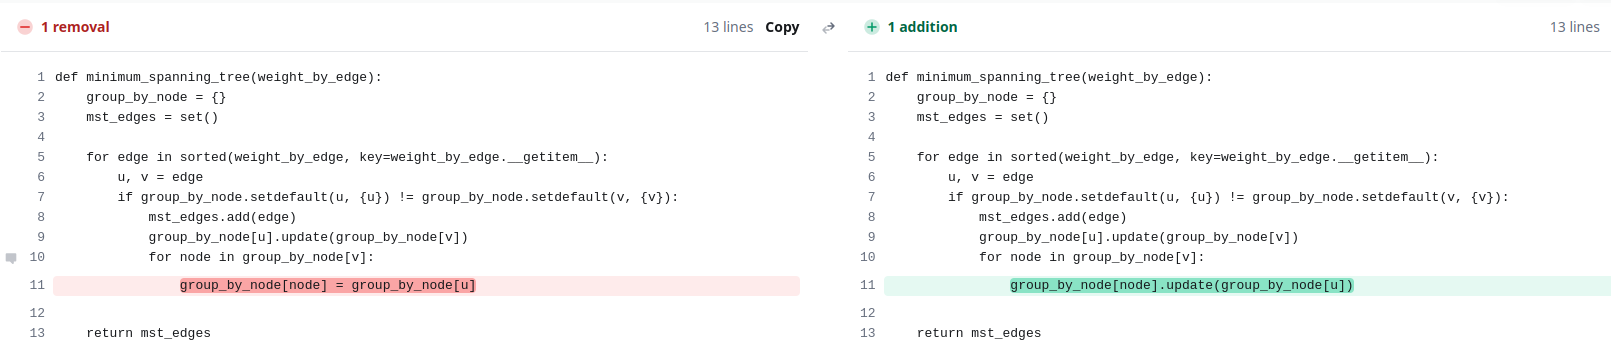 1 removal
13 lines Copy
1 def minimum_spanning_tree(weight_by_edge):
2     group_by_node = {}
3     mst_edges = set()
4
5     for edge in sorted(weight_by_edge, key=weight_by_edge.__getitem__):
6         u, v = edge
7         if group_by_node.setdefault(u, {u}) != group_by_node.setdefault(v, {v}):
8             mst_edges.add(edge)
9             group_by_node[u].update(group_by_node[v])
10             for node in group_by_node[v]:
11                 group_by_node[node] = group_by_node[u]
12
13     return mst_edges
1 addition
13 lines
1 def minimum_spanning_tree(weight_by_edge):
2     group_by_node = {}
3     mst_edges = set()
4
5     for edge in sorted(weight_by_edge, key=weight_by_edge.__getitem__):
6         u, v = edge
7         if group_by_node.setdefault(u, {u}) != group_by_node.setdefault(v, {v}):
8             mst_edges.add(edge)
9             group_by_node[u].update(group_by_node[v])
10             for node in group_by_node[v]:
11                 group_by_node[node].update(group_by_node[u])
12
13     return mst_edges